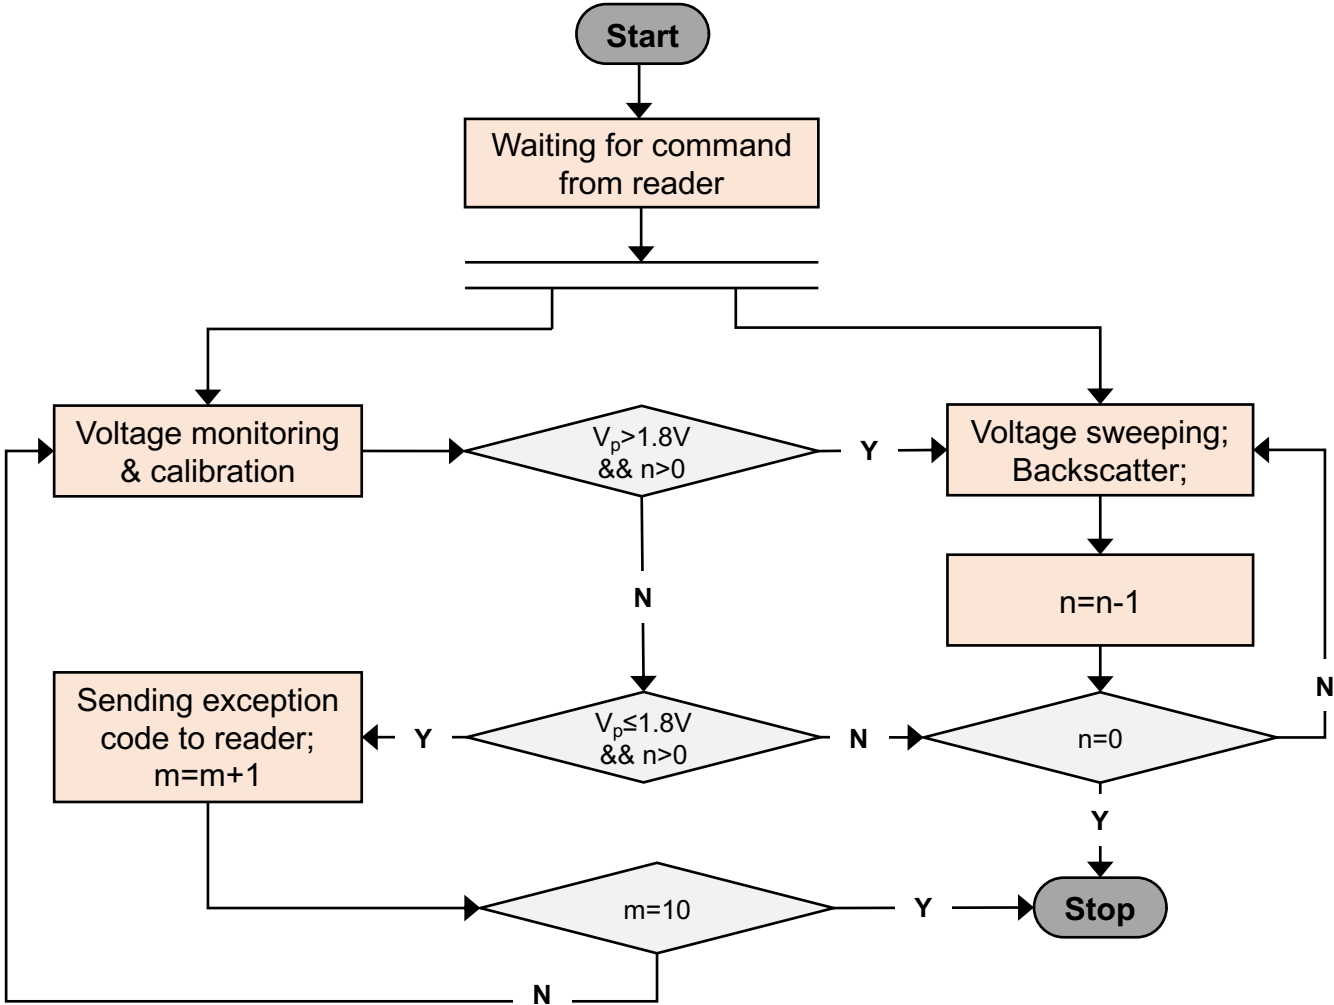 Start
Waiting for command
from reader
Voltage monitoring
& calibration
Vp>1.8V
&& n>0
Y
Voltage sweeping;
Backscatter;
N
n=n-1
Sending exception
code to reader;
m=m+1
Y
Vp≤1.8V
&& n>0
N
n=0
N
Y
m=10
Y
Stop
N